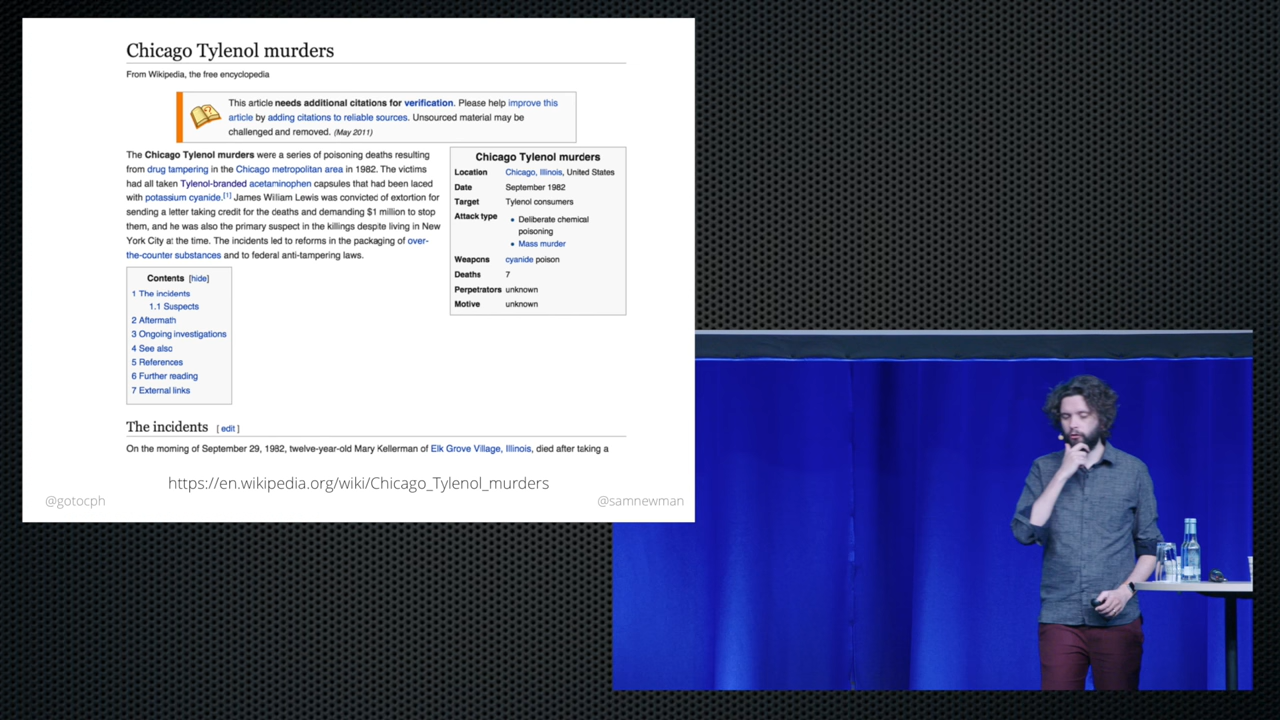 Chicago Tylenol murders
From Wikipedia, the free encyclopedia
This article needs additional citations for verification. Please help improve this
article by adding citations to reliable sources. Unsourced material may be
challenged and removed. (May 2011)
The Chicago Tylenol murders were a series of poisoning deaths resulting
from drug tampering in the Chicago metropolitan area in 1982. The victims
had all taken Tylenol-branded acetaminophen capsules that had been laced
with potassium cyanide.[1] James William Lewis was convicted of extortion for
sending a letter taking credit for the deaths and demanding $1 million to stop
them, and he was also the primary suspect in the killings despite living in New
York City at the time. The incidents led to reforms in the packaging of over-
the-counter substances and to federal anti-tampering laws.
Chicago Tylenol murders
Location Chicago, Illinois, United States
Date September 1982
Target Tylenol consumers
Attack type • Deliberate chemical
poisoning
• Mass murder
Weapons cyanide poison
Deaths 7
Perpetrators unknown
Motive unknown
Contents [hide]
1 The incidents
1.1 Suspects
2 Aftermath
3 Ongoing investigations
4 See also
5 References
6 Further reading
7 External links
The incidents [ edit ]
On the morning of September 29, 1982, twelve-year-old Mary Kellerman of Elk Grove Village, Illinois, died after taking a
https://en.wikipedia.org/wiki/Chicago_Tylenol_murders
@gotocph
@samnewman